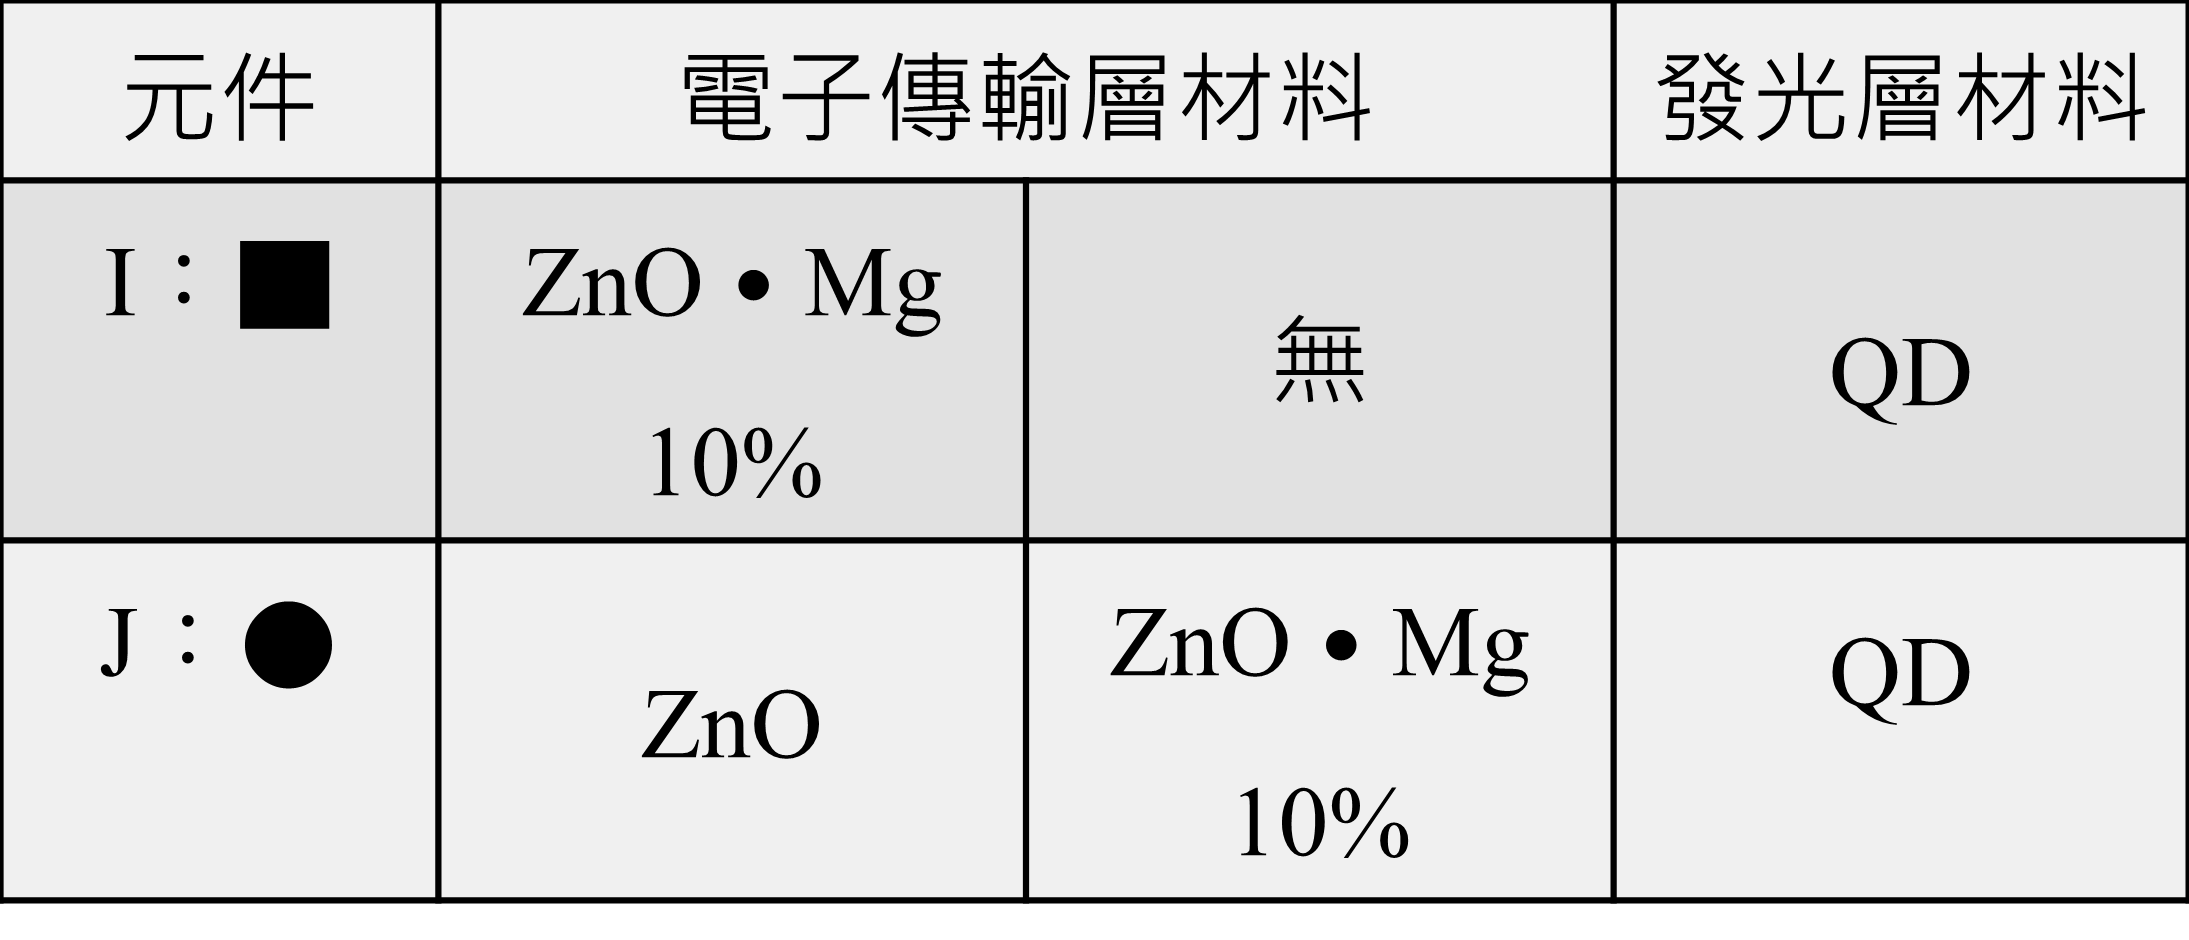 元件 電子傳輸層材料 發光層材料
I：■ ZnO•Mg 10% 無 QD
J：● ZnO ZnO•Mg 10% QD